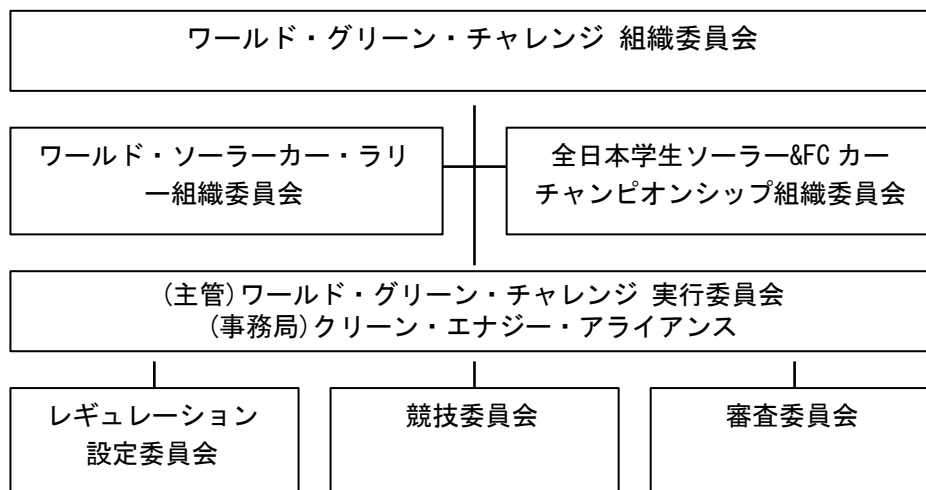 ワールド・グリーン・チャレンジ 組織委員会
ワールド・ソーラーカー・ラリ
ー組織委員会
全日本学生ソーラー&FC カー
チャンピオンシップ組織委員会
(主管)ワールド・グリーン・チャレンジ 実行委員会
(事務局)クリーン・エナジー・アライアンス
レギュレーション
設定委員会
競技委員会
審査委員会